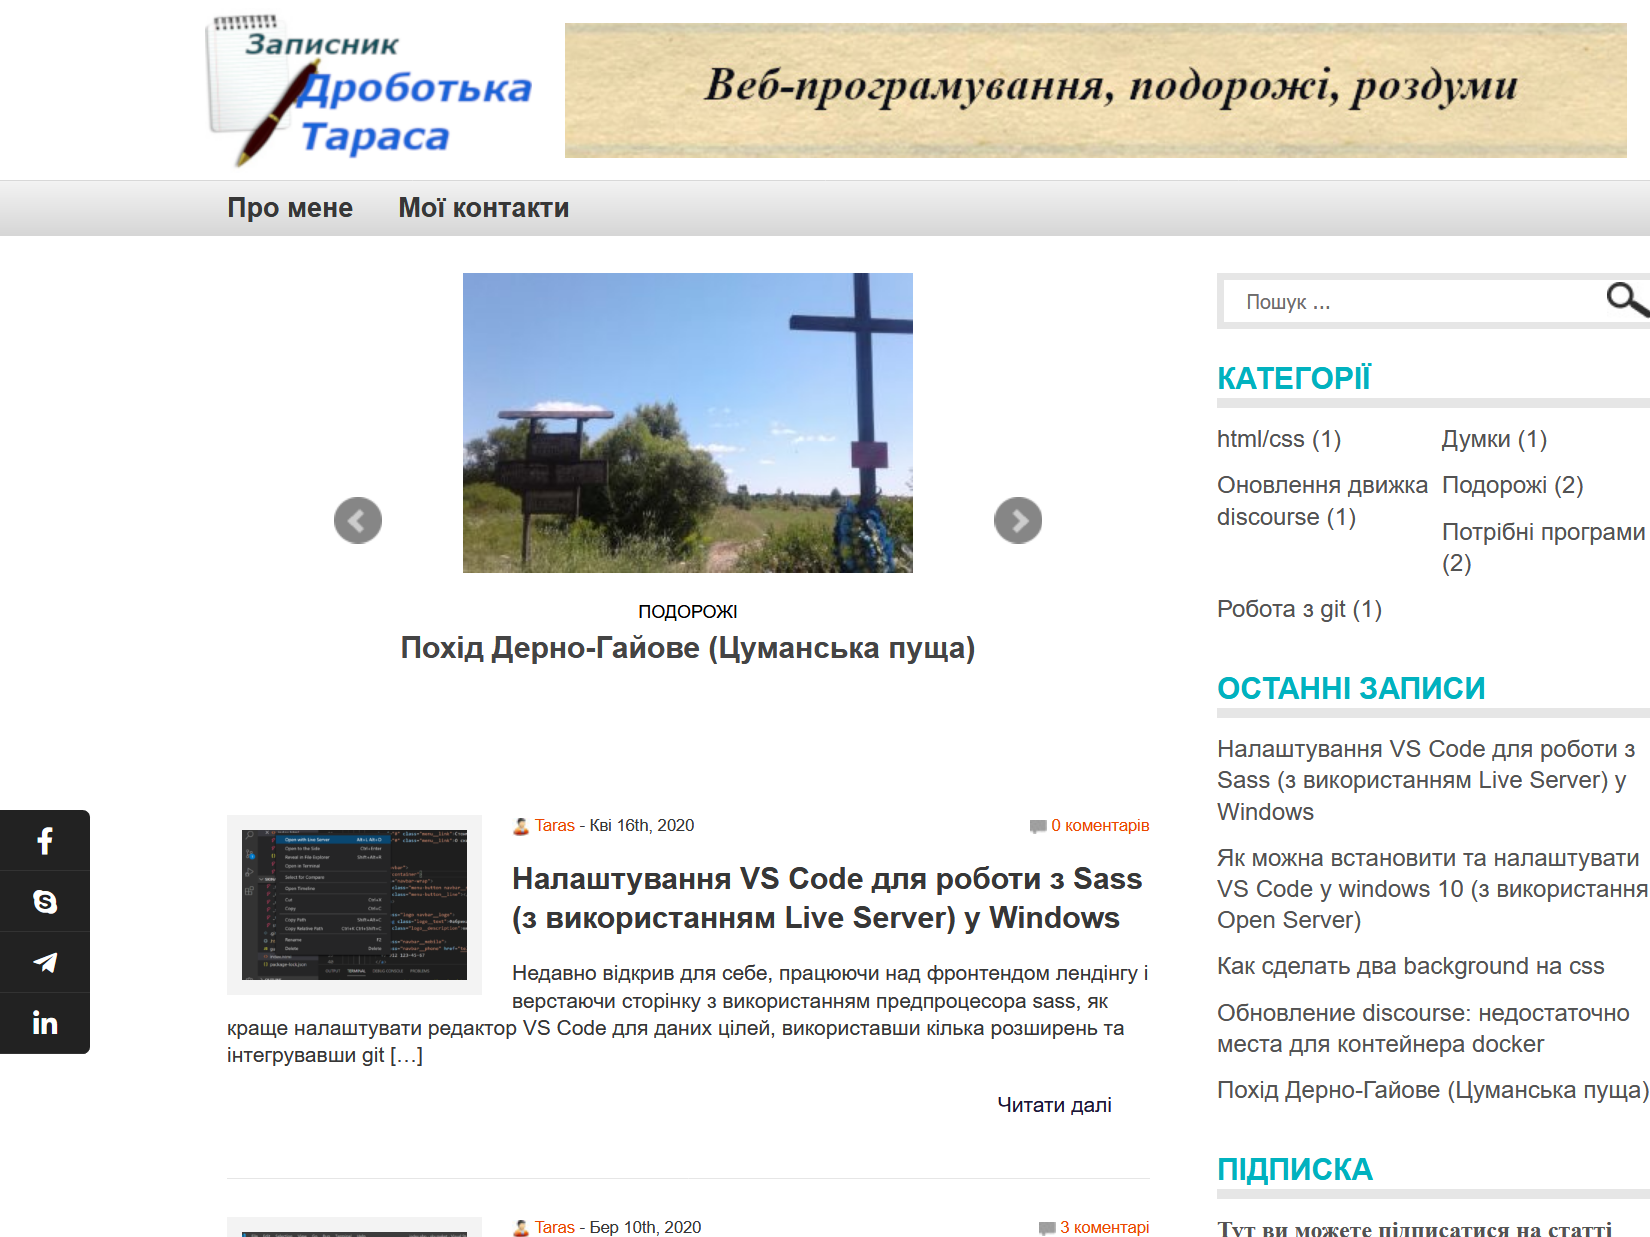 Записник
Дроботька
Тараса
Веб-програмування, подорожі, роздуми
Про мене
Мої контакти
Пошук ...
ПОДОРОЖІ
Похід Дерно-Гайове (Цуманська пуща)
Taras - Кві 16th, 2020
0 коментарів
Налаштування VS Code для роботи з Sass
(з використанням Live Server) у Windows
Недавно відкрив для себе, працюючи над фронтендом лендінгу і
верстаючи сторінку з використанням предпроцесора sass, як
краще налаштувати редактор VS Code для даних цілей, використавши кілька розширень та
інтегрувавши git […]
Читати далі
Taras - Бер 10th, 2020
3 коментарі
КАТЕГОРІЇ
html/css (1)
Думки (1)
Оновлення движка
discourse (1)
Подорожі (2)
Потрібні програми
(2)
Робота з git (1)
ОСТАННІ ЗАПИСИ
Налаштування VS Code для роботи з
Sass (з використанням Live Server) у
Windows
Як можна встановити та налаштувати
VS Code у windows 10 (з використання
Open Server)
Как сделать два background на css
Обновление discourse: недостаточно
места для контейнера docker
Похід Дерно-Гайове (Цуманська пуща)
ПІДПИСКА
Тут ви можете підписатися на статті